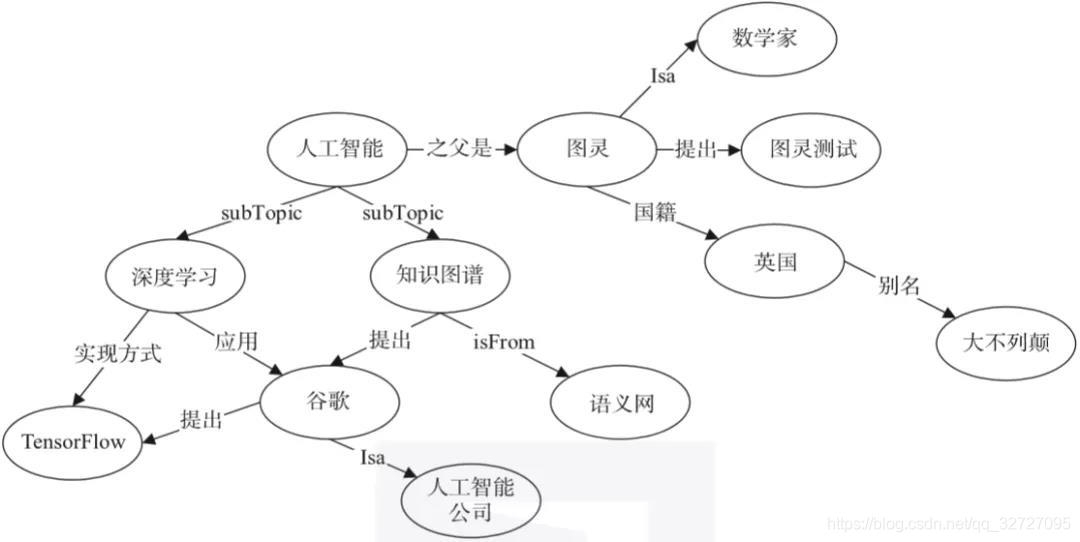 数学家
Isa
人工智能
之父是
图灵
提出
图灵测试
subTopic
subTopic
国籍
深度学习
知识图谱
英国
别名
实现方式
应用
提出
isFrom
大不列颠
谷歌
语义网
提出
TensorFlow
Isa
人工智能
公司
https://blog.csdn.net/qq_32727095